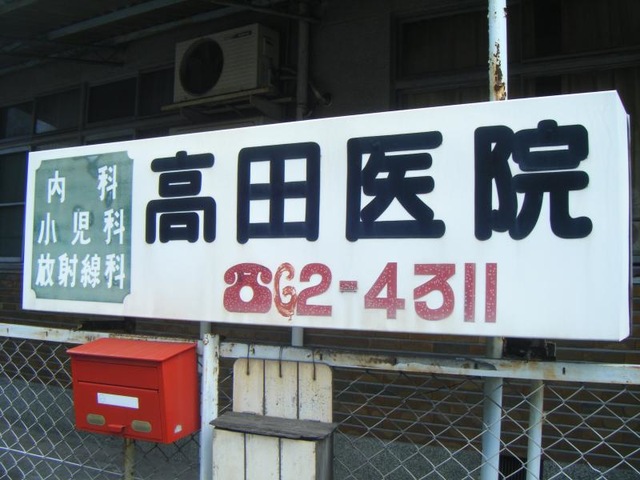 内科
小児科
放射線科
高田医院
☎62-4311